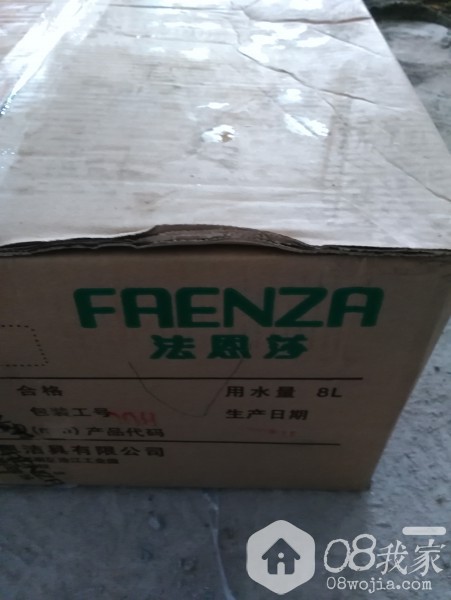 FAENZA
法恩莎
合格
用水量 8L
包装工号
生产日期
产品代码
洁具有限公司
08我家
08wojia.com